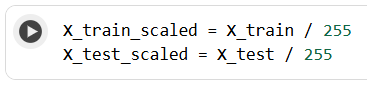 X_train_scaled = X_train / 255
X_test_scaled = X_test / 255